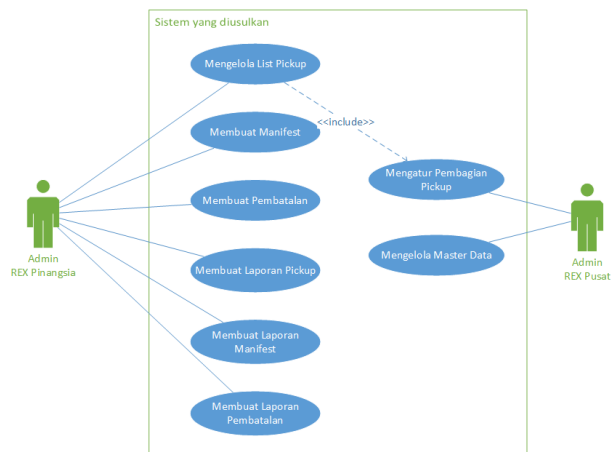 Sistem yang diusulkan
Mengelola List Pickup
<<include>>
Membuat Manifest
Mengatur Pembagian
Pickup
Membuat Pembatalan
Admin
REX Pinangsia
Mengelola Master Data
Admin
REX Pusat
Membuat Laporan Pickup
Membuat Laporan
Manifest
Membuat Laporan
Pembatalan